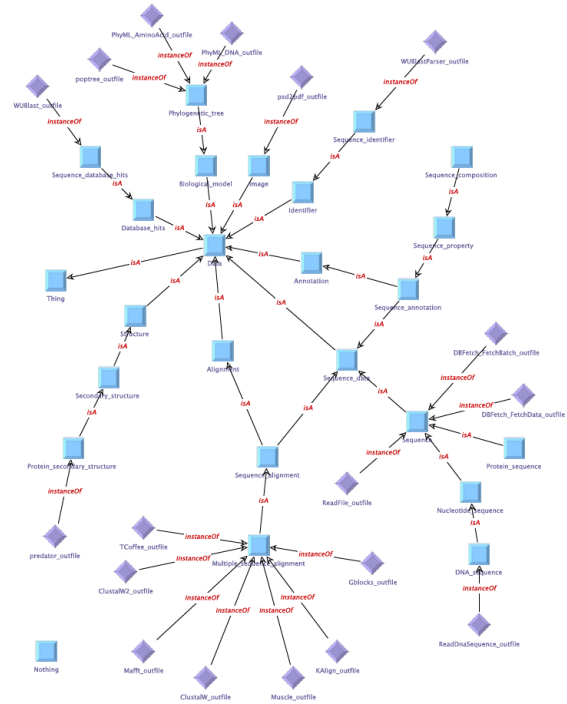 PhyML_AminoAcid_outfile
PhyML_DNA_outfile
poptree_outfile
WUBlastParser_outfile
instanceOf
instanceOf
instanceOf
psd2pdf_outfile
WUBlast_outfile
Phylogenetic_tree
instanceOf
instanceOf
instanceOf
Sequence_identifier
isA
Sequence_database_hits
isA
Biological_model
Image
isA
Sequence_composition
isA
Identifier
isA
Database_hits
isA
isA
isA
isA
Sequence_property
isA
Data
isA
Annotation
isA
isA
isA
Thing
Sequence_annotation
isA
isA
Structure
isA
isA
DBFetch_FetchBatch_outfile
isA
Alignment
Sequence_data
instanceOf
Secondary_structure
isA
DBFetch_FetchData_outfile
instanceOf
isA
isA
isA
Sequence
isA
instanceOf
isA
Protein_secondary_structure
Sequence_alignment
Protein_sequence
instanceOf
isA
ReadFile_outfile
Nucleotide_sequence
isA
TCoffee_outfile
instanceOf
predator_outfile
instanceOf
Multiple_sequence_alignment
instanceOf
Gblocks_outfile
DNA_sequence
ClustalW2_outfile
instanceOf
instanceOf
instanceOf
instanceOf
instanceOf
ReadDnaSequence_outfile
Mafft_outfile
KAlign_outfile
Nothing
ClustalW_outfile
Muscle_outfile